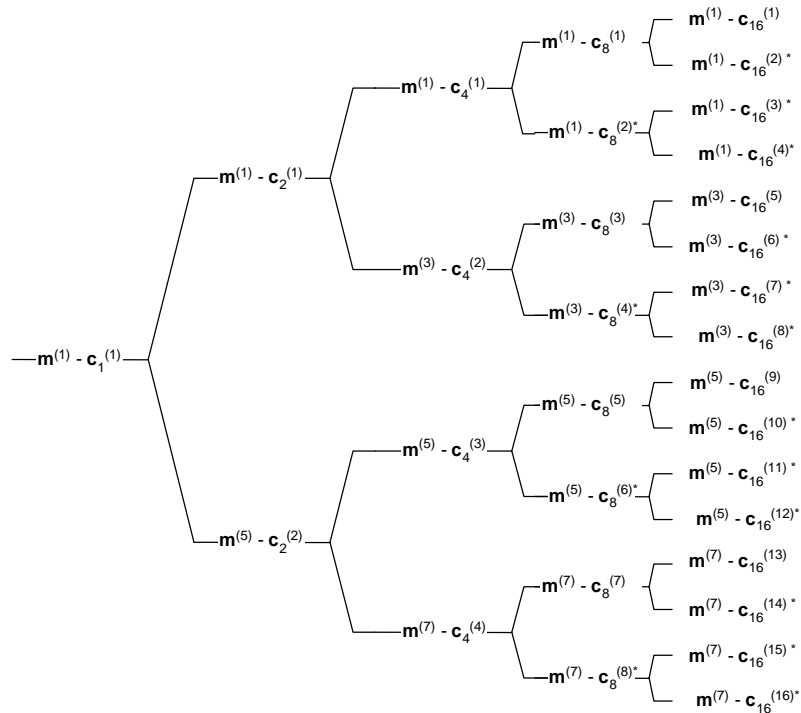 m(1) - c1(1)
m(1) - c2(1)
m(5) - c2(2)
m(1) - c4(1)
m(3) - c4(2)
m(5) - c4(3)
m(7) - c4(4)
m(1) - c8(1)
m(1) - c8(2)*
m(3) - c8(3)
m(3) - c8(4)*
m(5) - c8(5)
m(5) - c8(6)*
m(7) - c8(7)
m(7) - c8(8)*
m(1) - c16(1)
m(1) - c16(2) *
m(1) - c16(3) *
m(1) - c16(4)*
m(3) - c16(5)
m(3) - c16(6) *
m(3) - c16(7) *
m(3) - c16(8)*
m(5) - c16(9)
m(5) - c16(10) *
m(5) - c16(11) *
m(5) - c16(12)*
m(7) - c16(13)
m(7) - c16(14) *
m(7) - c16(15) *
m(7) - c16(16)*